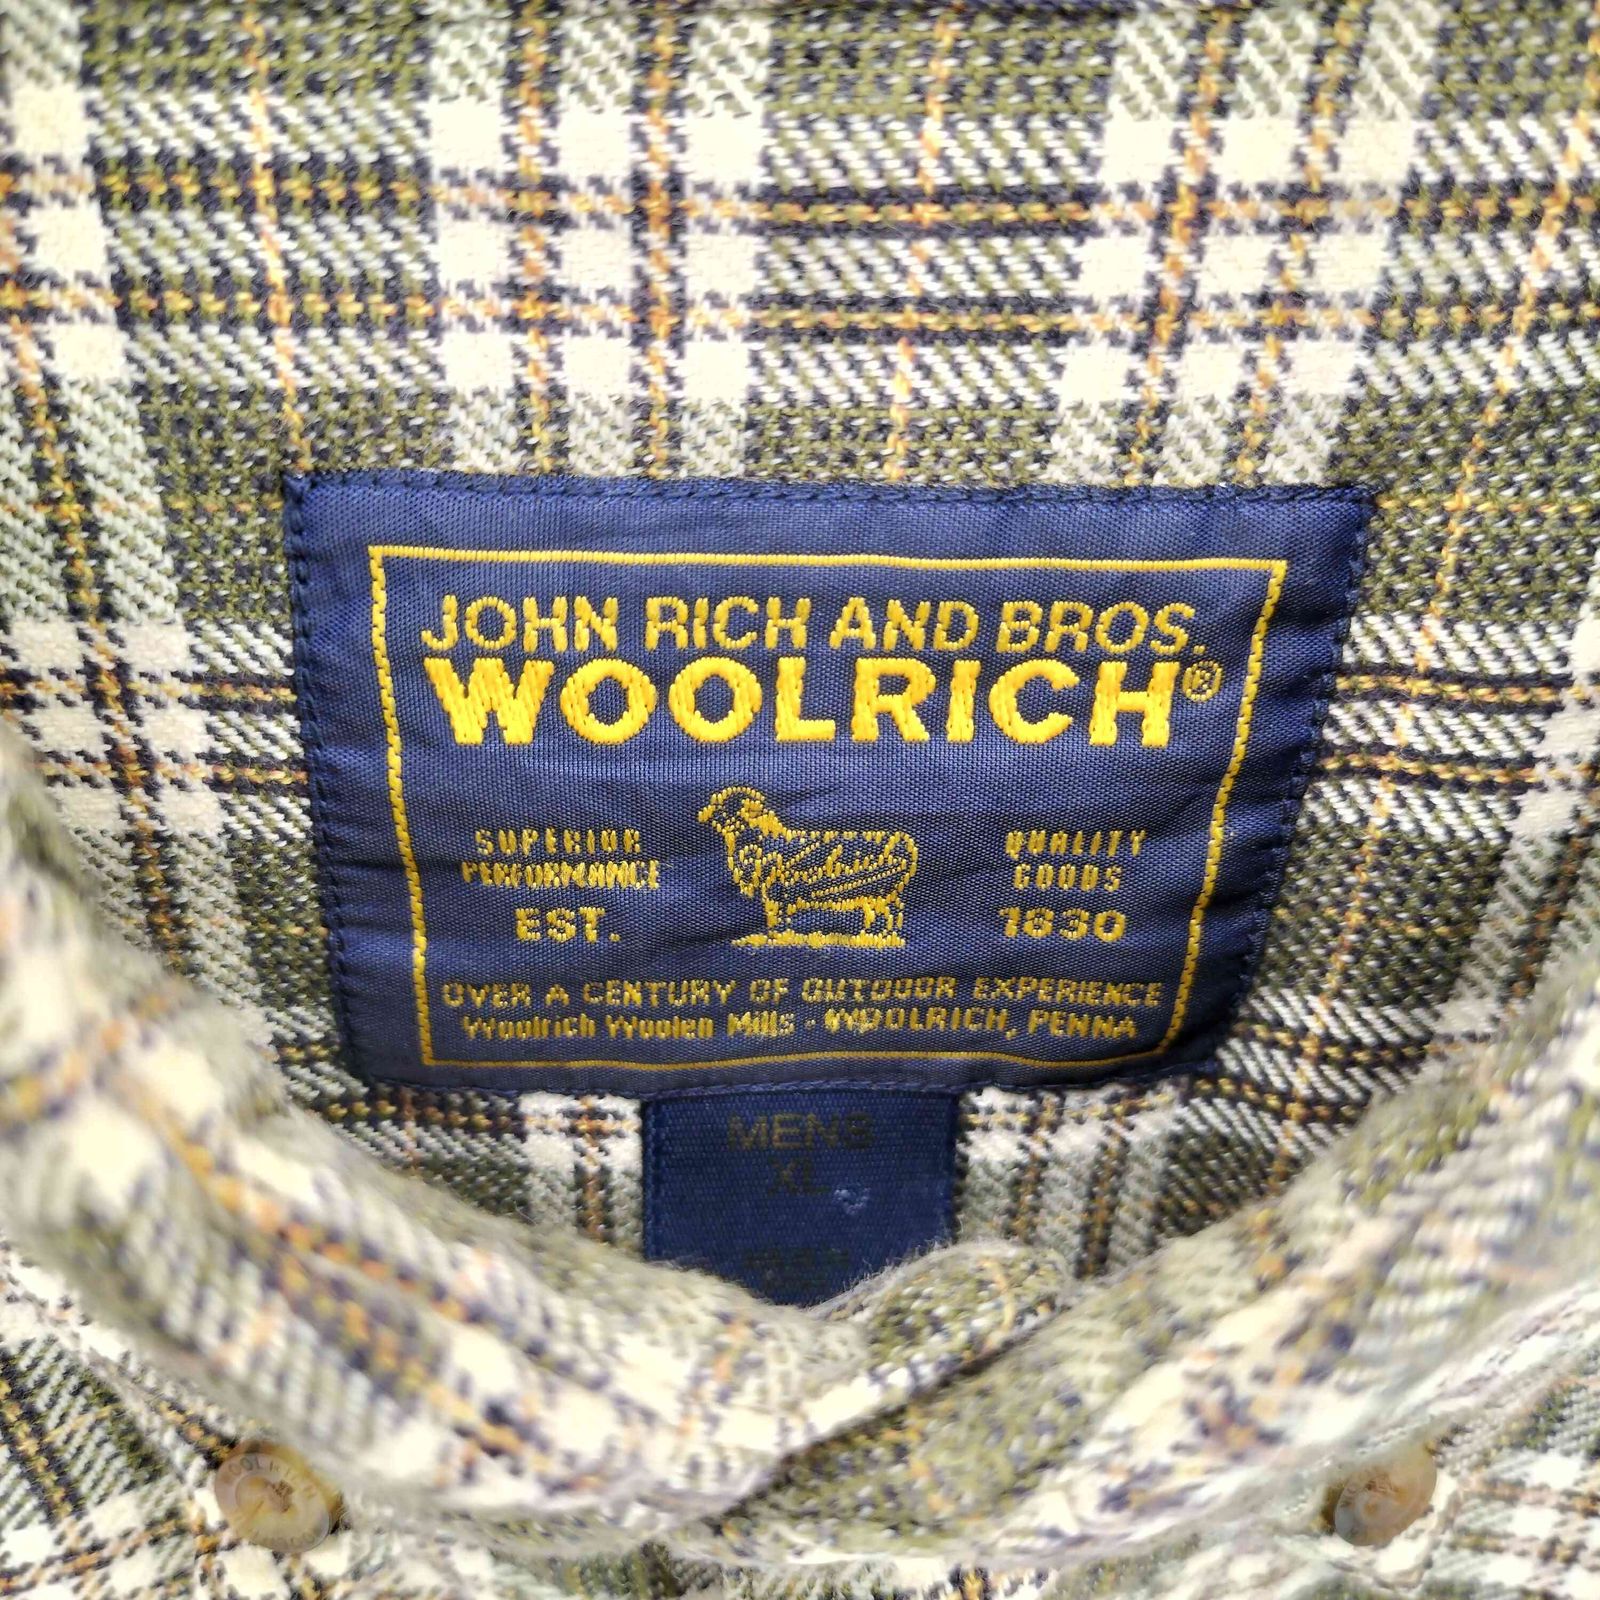 JOHN RICH AND BROS.
WOOLRICH®
Woolrich
SUPERIOR
PERFORMANCE
EST.
QUALITY
GOODS
1830
OVER A CENTURY OF OUTDOOR EXPERIENCE
Woolrich Woolen Mills - WOOLRICH, PENNA
MENS
XL